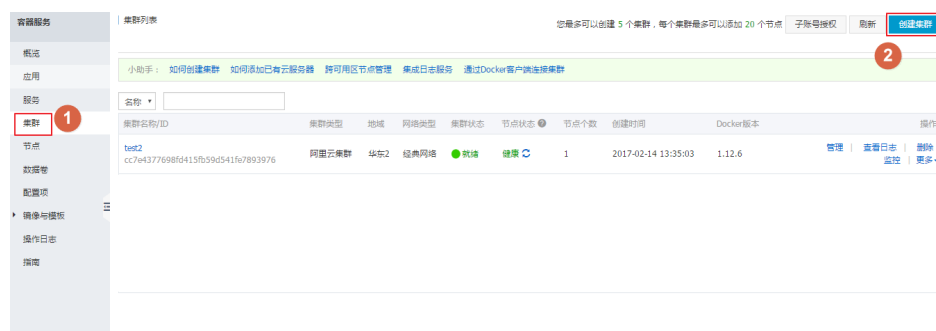 容器服务
概览
应用
服务
集群
节点
数据卷
配置项
镜像与模板
操作日志
指南
1
集群列表
您最多可以创建 5 个集群，每个集群最多可以添加 20 个节点 子账号授权 刷新 创建集群
2
小助手： 如何创建集群 如何添加已有云服务器 跨可用区节点管理 集成日志服务 通过Docker客户端连接集群
名称
集群名称/ID 集群类型 地域 网络类型 集群状态 节点状态 节点个数 创建时间 Docker版本 操作
test2 阿里云集群 华东2 经典网络 就绪 健康 1 2017-02-14 13:35:03 1.12.6 管理 | 查看日志 | 删除
cc7e4377698fd415fb59d541fe7893976 监控 | 更多